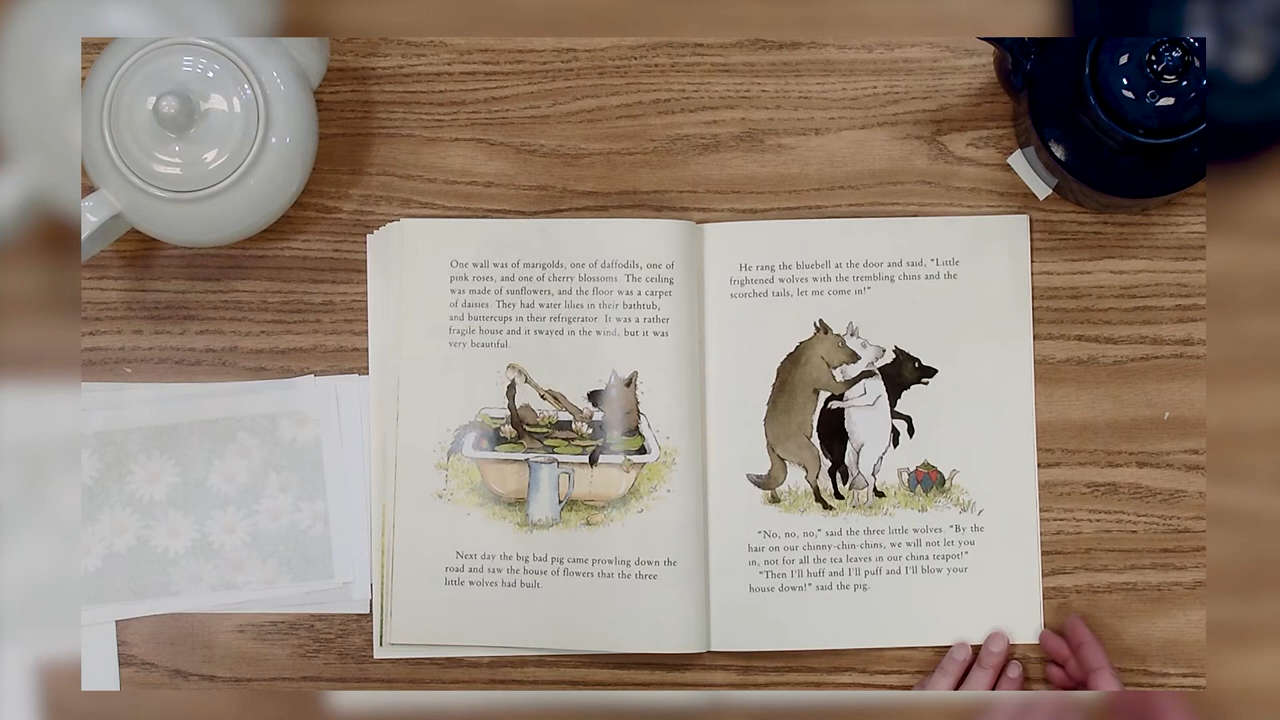 One wall was of marigolds, one of daffodils, one of
pink roses, and one of cherry blossoms. The ceiling
was made of sunflowers, and the floor was a carpet
of daisies. They had water lilies in their bathtub,
and buttercups in their refrigerator. It was a rather
fragile house and it swayed in the wind, but it was
very beautiful.
Next day the big bad pig came prowling down the
road and saw the house of flowers that the three
little wolves had built.
He rang the bluebell at the door and said, “Little
frightened wolves with the trembling chins and the
scorched tails, let me come in!”
“No, no, no,” said the three little wolves. “By the
hair on our chinny-chin-chins, we will not let you
in, not for all the tea leaves in our china teapot!”
“Then I'll huff and I'll puff and I'll blow your
house down!” said the pig.